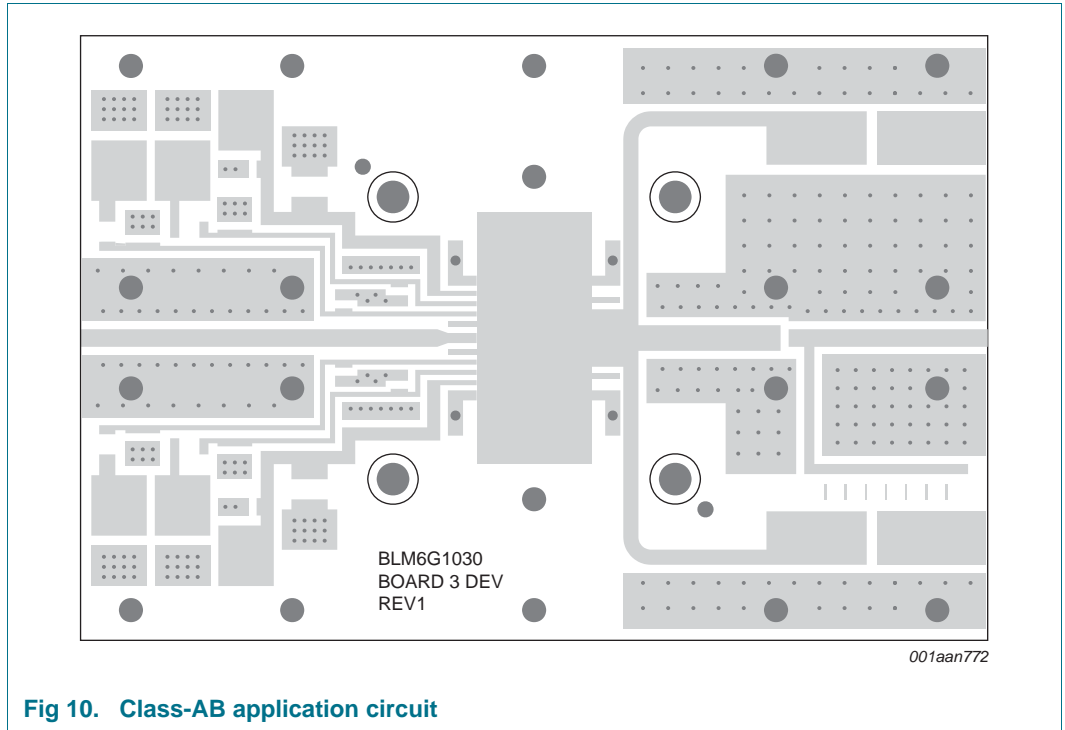 BLM6G1030
BOARD 3 DEV
REV1
001aan772
Fig 10. Class-AB application circuit